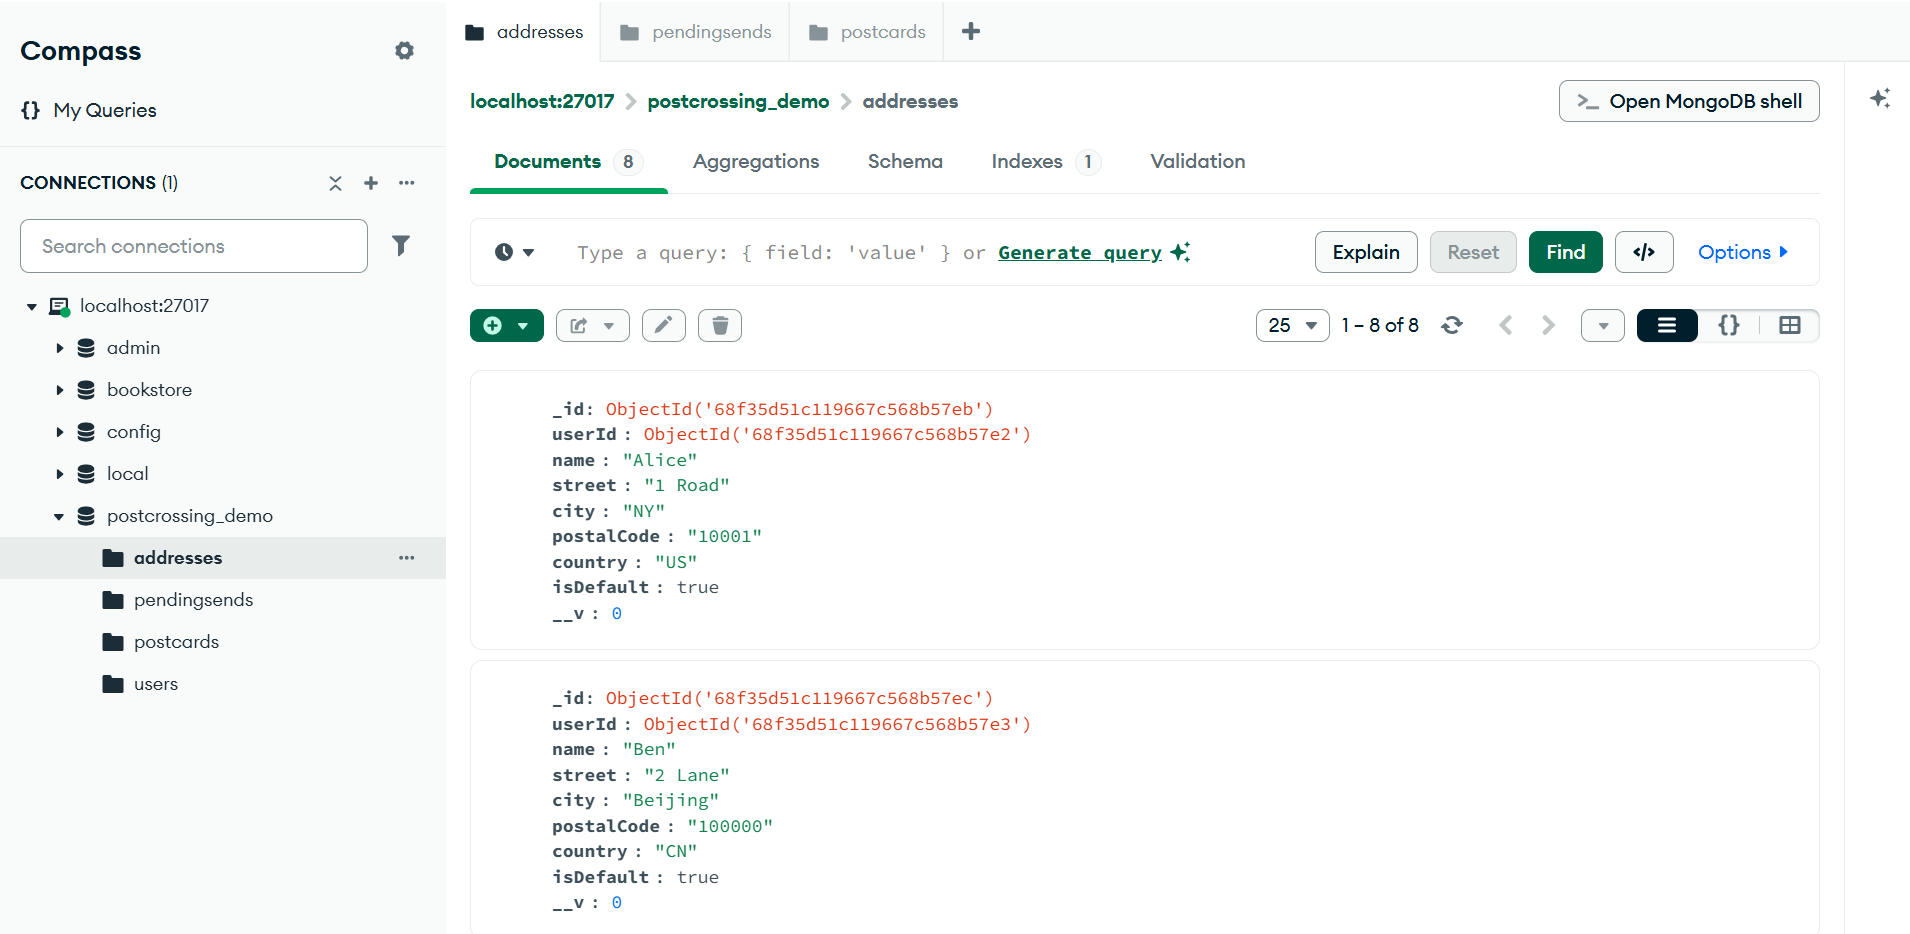 Compass
My Queries
CONNECTIONS (1)
Search connections
localhost:27017
admin
bookstore
config
local
postcrossing_demo
addresses
pendingsends
postcards
users
addresses
pendingsends
postcards
localhost:27017 > postcrossing_demo > addresses
>_ Open MongoDB shell
Documents 8 Aggregations Schema Indexes 1 Validation
Type a query: { field: 'value' } or Generate query
Explain Reset Find </> Options
25 1 – 8 of 8 {}
_id: ObjectId('68f35d51c119667c568b57eb')
userId : ObjectId('68f35d51c119667c568b57e2')
name : "Alice"
street : "1 Road"
city : "NY"
postalCode : "10001"
country : "US"
isDefault : true
__v : 0
_id: ObjectId('68f35d51c119667c568b57ec')
userId : ObjectId('68f35d51c119667c568b57e3')
name : "Ben"
street : "2 Lane"
city : "Beijing"
postalCode : "100000"
country : "CN"
isDefault : true
__v : 0